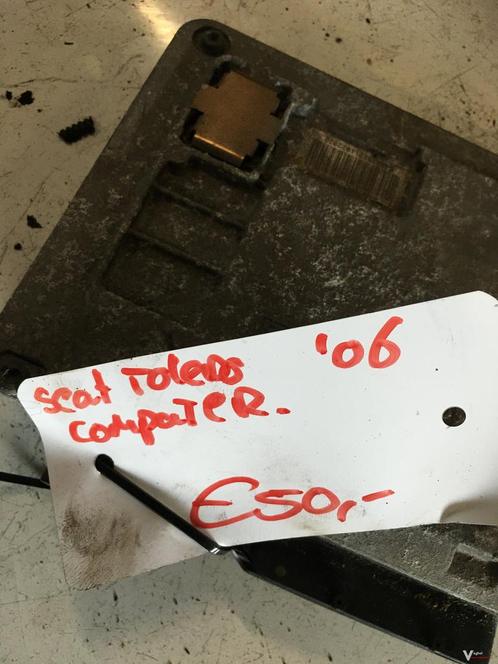 seat ToLEDO
'06
computER.
€50,-